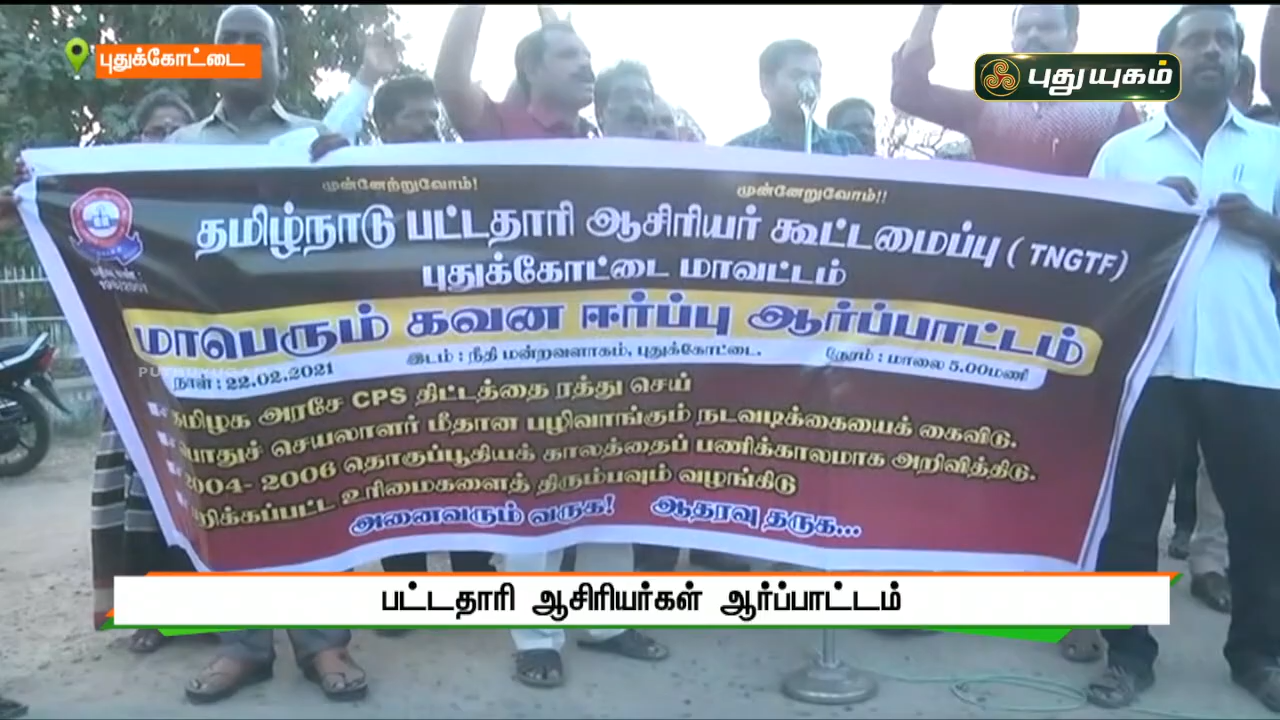 புதுக்கோட்டை
புதுயுகம்
முன்னேற்றுவோம்! முன்னேறுவோம்!!
தமிழ்நாடு பட்டதாரி ஆசிரியர் கூட்டமைப்பு ( TNGTF)
புதுக்கோட்டை மாவட்டம்
மாபெரும் கவன ஈர்ப்பு ஆர்ப்பாட்டம்
நாள் : 22.02.2021 இடம் : நீதி மன்றவளாகம், புதுக்கோட்டை. நேரம் : மாலை 5.00மணி
தமிழக அரசே CPS திட்டத்தை ரத்து செய்
பொதுச் செயலாளர் மீதான பழிவாங்கும் நடவடிக்கையைக் கைவிடு.
2004- 2006 தொகுப்பூதியக் காலத்தைப் பணிக்காலமாக அறிவித்திடு.
பறிக்கப்பட்ட உரிமைகளைத் திரும்பவும் வழங்கிடு
அனைவரும் வருக! ஆதரவு தருக...
பட்டதாரி ஆசிரியர்கள் ஆர்ப்பாட்டம்